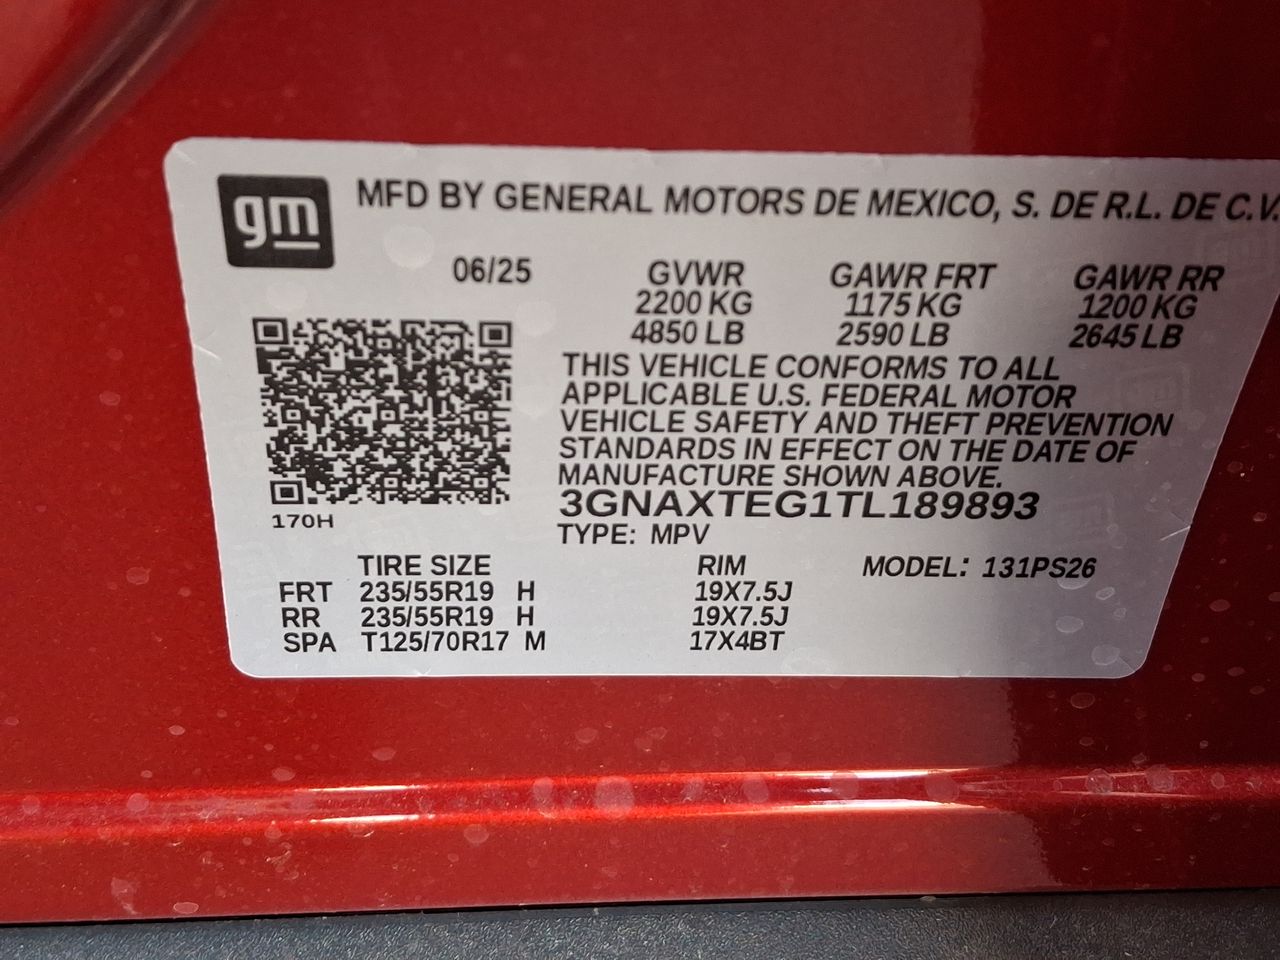 gm MFD BY GENERAL MOTORS DE MEXICO, S. DE R.L. DE C.V.
06/25 GVWR GAWR FRT GAWR RR
2200 KG 1175 KG 1200 KG
4850 LB 2590 LB 2645 LB
THIS VEHICLE CONFORMS TO ALL
APPLICABLE U.S. FEDERAL MOTOR
VEHICLE SAFETY AND THEFT PREVENTION
STANDARDS IN EFFECT ON THE DATE OF
MANUFACTURE SHOWN ABOVE.
3GNAXTEG1TL189893
170H TYPE: MPV
TIRE SIZE RIM MODEL: 131PS26
FRT 235/55R19 H 19X7.5J
RR 235/55R19 H 19X7.5J
SPA T125/70R17 M 17X4BT